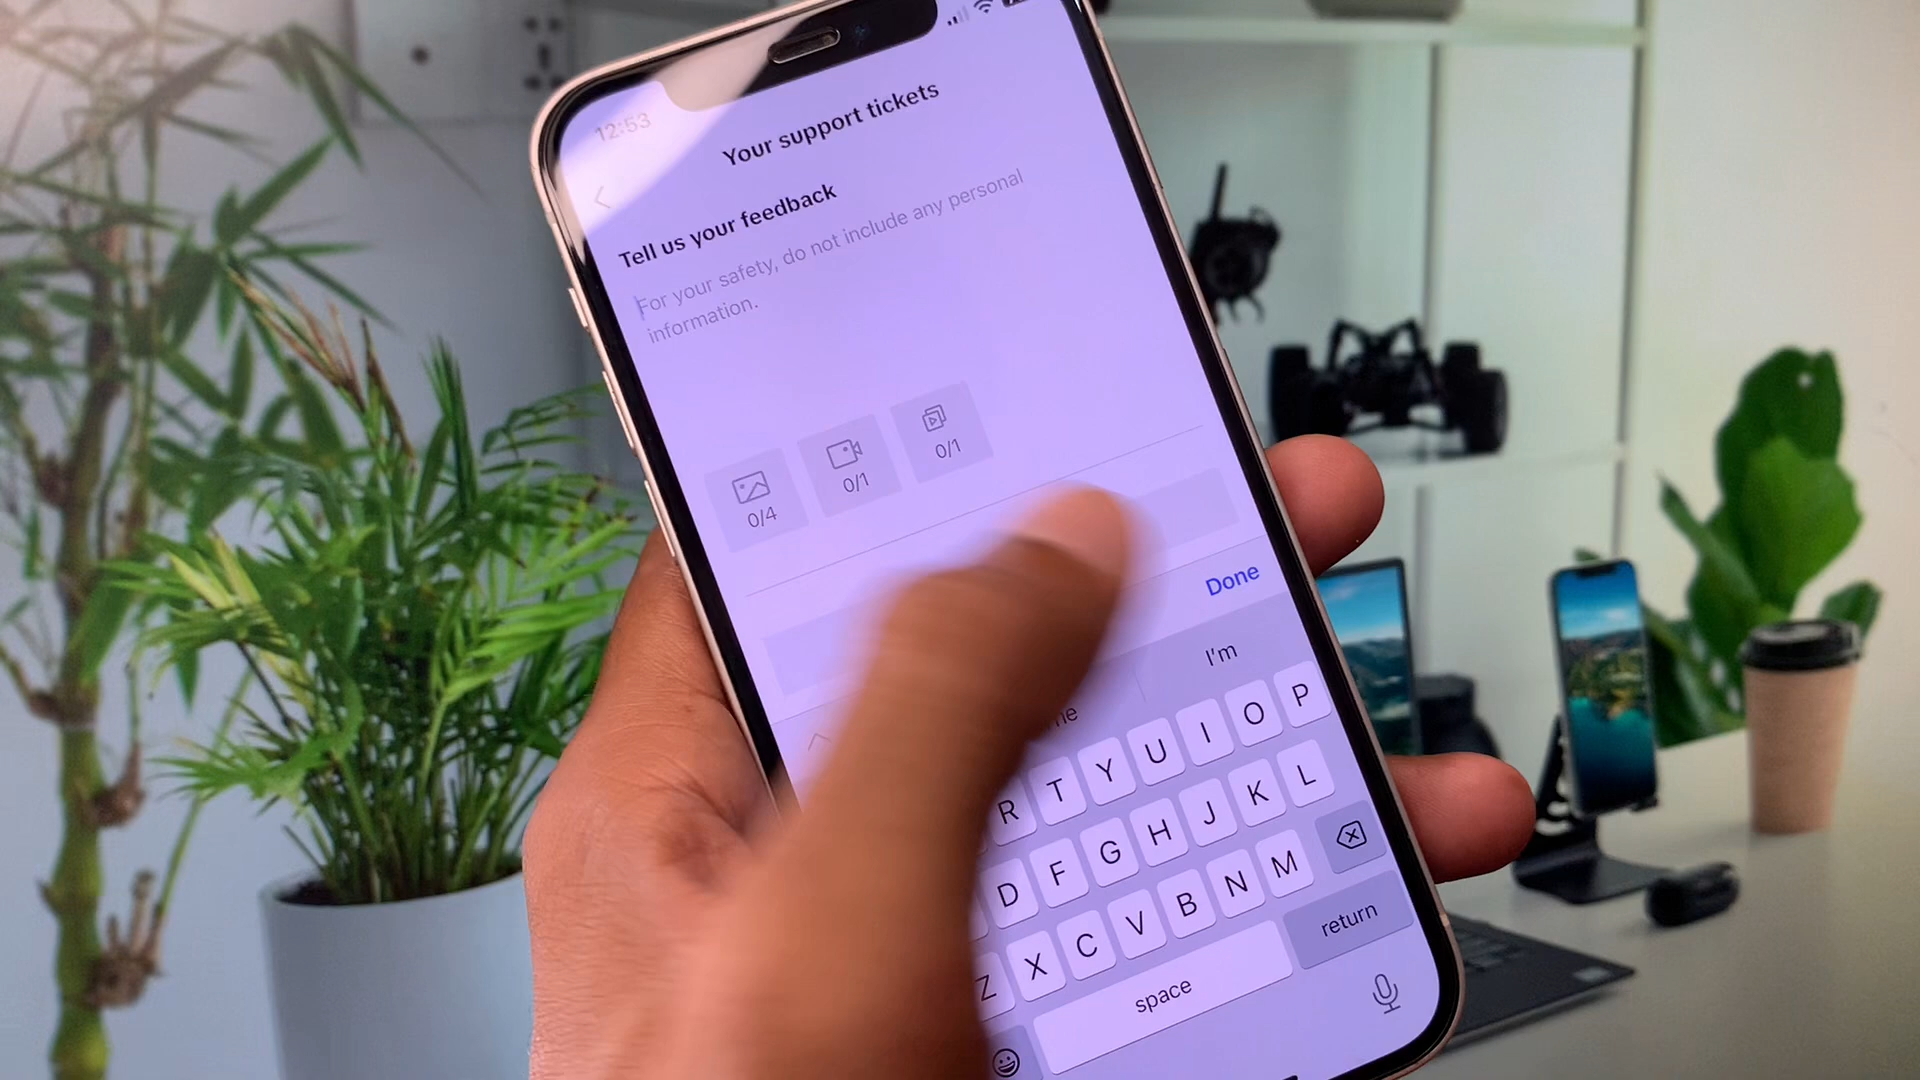 12:53
Your support tickets
Tell us your feedback
For your safety, do not include any personal
information.
0/4
0/1
0/1
Done
I'm
R T Y U I O P
D F G H J K L
Z X C V B N M
space
return